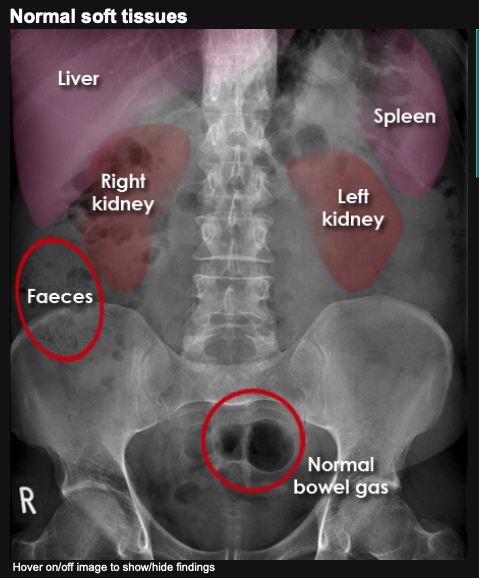 Normal soft tissues
Liver
Spleen
Right
kidney
Left
kidney
Faeces
Normal
bowel gas
R
Hover on/off image to show/hide findings